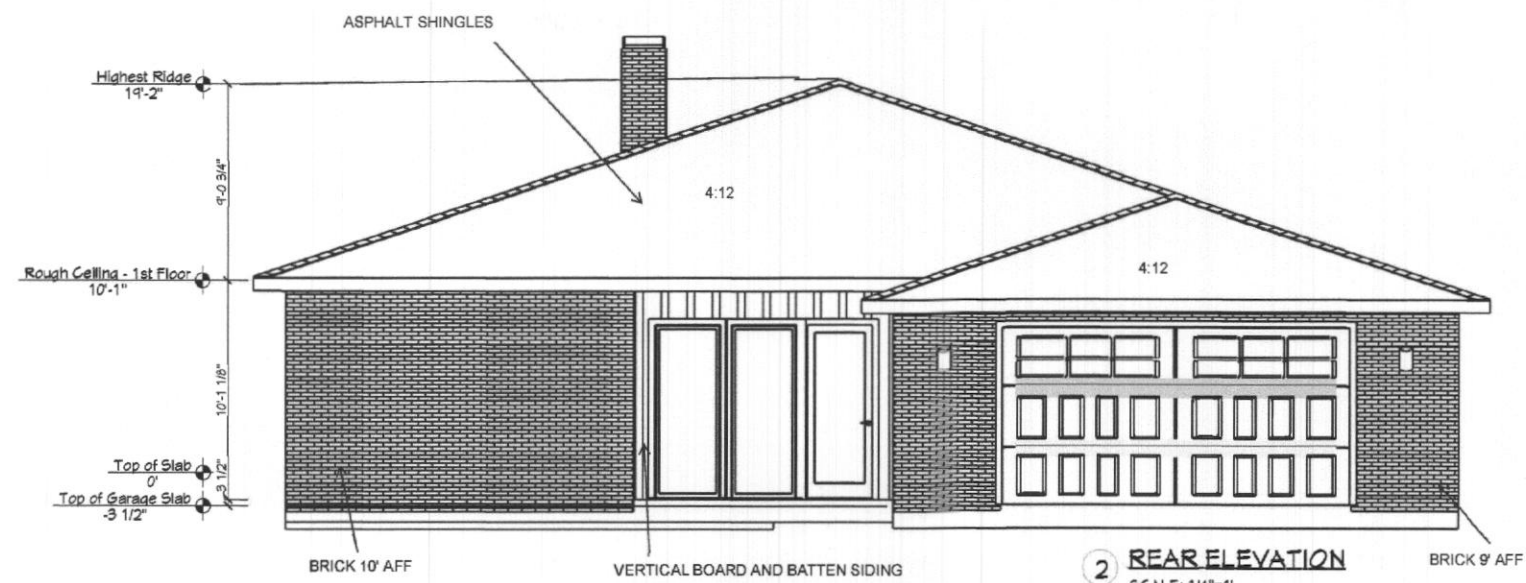 ASPHALT SHINGLES
Highest Ridge
19'-2"
9'-0 3/4"
4:12
4:12
Rough Ceiling - 1st Floor
10'-1"
10'-1 1/8"
Top of Slab
0'
3 1/2"
Top of Garage Slab
-3 1/2"
BRICK 10' AFF
VERTICAL BOARD AND BATTEN SIDING
2 REAR ELEVATION
BRICK 9' AFF